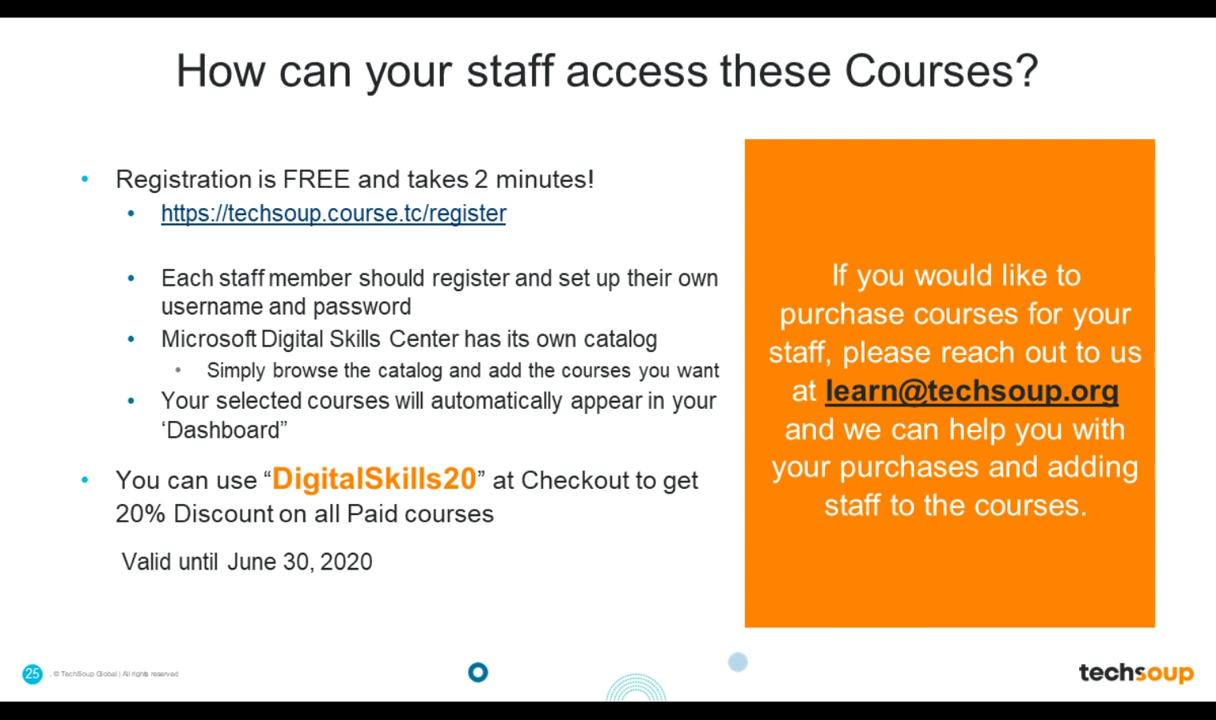 How can your staff access these Courses?
• Registration is FREE and takes 2 minutes!
• https://techsoup.course.tc/register
• Each staff member should register and set up their own
username and password
• Microsoft Digital Skills Center has its own catalog
• Simply browse the catalog and add the courses you want
• Your selected courses will automatically appear in your
‘Dashboard”
• You can use “DigitalSkills20” at Checkout to get
20% Discount on all Paid courses
Valid until June 30, 2020
If you would like to
purchase courses for your
staff, please reach out to us
at learn@techsoup.org
and we can help you with
your purchases and adding
staff to the courses.
25 . © TechSoup Global | All rights reserved
techsoup